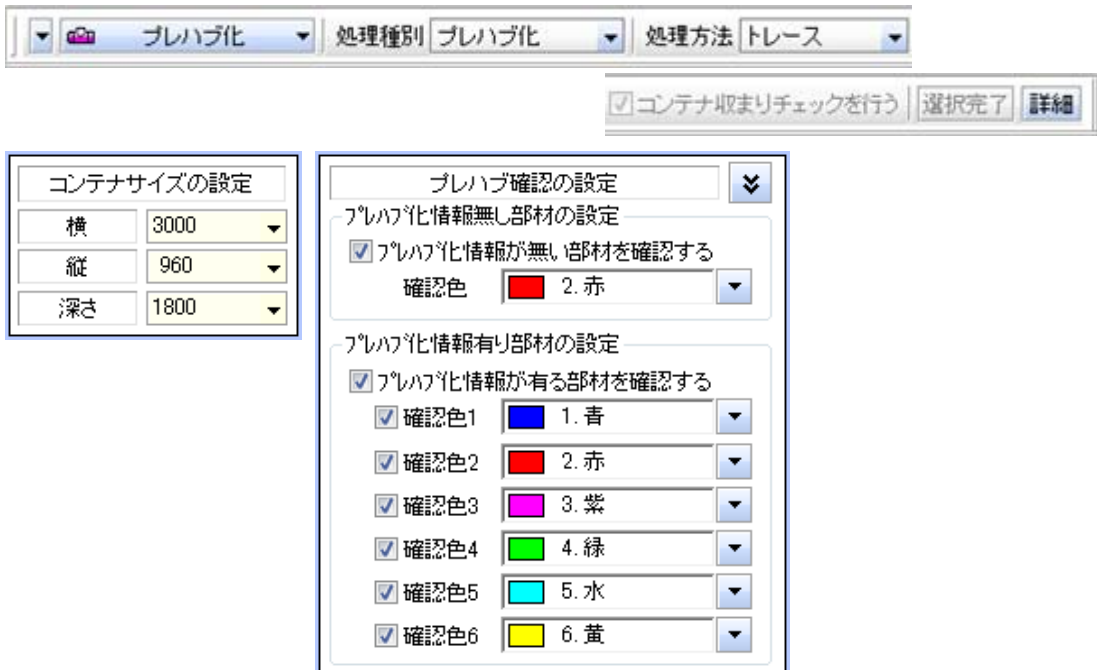 プレハブ化 処理種別 プレハブ化 処理方法 トレース
コンテナ収まりチェックを行う 選択完了 詳細
コンテナサイズの設定
横 3000
縦 960
深さ 1800
プレハブ確認の設定
ﾌﾟﾚﾊﾌﾞ化情報無し部材の設定
ﾌﾟﾚﾊﾌﾞ化情報が無い部材を確認する
確認色 2. 赤
ﾌﾟﾚﾊﾌﾞ化情報有り部材の設定
ﾌﾟﾚﾊﾌﾞ化情報が有る部材を確認する
確認色1 1. 青
確認色2 2. 赤
確認色3 3. 紫
確認色4 4. 緑
確認色5 5. 水
確認色6 6. 黄